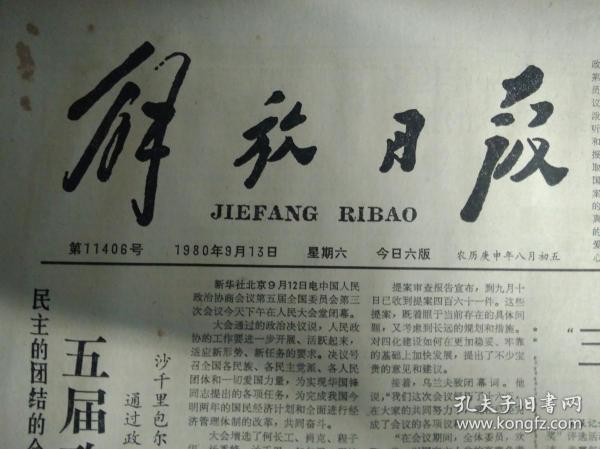 解放日报
JIEFANG RIBAO
第11406号 1980年9月13日 星期六 今日六版 农历庚申年八月初五
民主的团结的会
五届
沙千里包尔
通过政
新华社北京9月12日电中国人民
政治协商会议第五届全国委员会第三
次会议今天下午在人民大会堂闭幕。
大会通过的政治决议说，人民政
协的工作要进一步开展、活跃起来，
适应新形势、新任务的要求。决议号
召全国各民族、各民主党派、各人民
团体和一切爱国力量，为实现华国锋
同志提出的各项任务，为完成我国今
明两年的国民经济计划和全面进行经
济管理体制的改革，共同奋斗。
大会增选了何长工、肖克、程子
提案审查报告宣布，到九月十
日已收到提案四百六十一件。这些
提案，既着眼于当前存在的具体问
题，又考虑到长远的规划和措施。
对四化建设如何在更加稳妥、牢靠
的基础上加快发展，提出了不少宝
贵的意见和建议。
接着，乌兰夫致闭幕词。他
说，“我们这次会议
在大家的共同努力
成了会议的各项议
“在会议期间，全体委员，欢
政
第
员
议
泼
听
和
报
取
国
案
的
真
的
爱
心
孔夫子旧书网